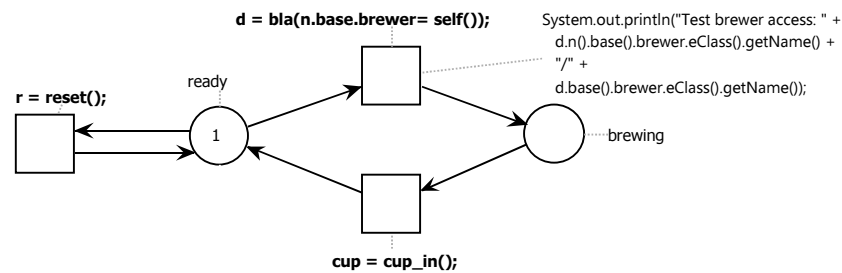 d = bla(n.base.brewer= self());
System.out.println("Test brewer access: " +
d.n().base().brewer.eClass().getName() +
"/" +
d.base().brewer.eClass().getName());
ready
r = reset();
1
brewing
cup = cup_in();